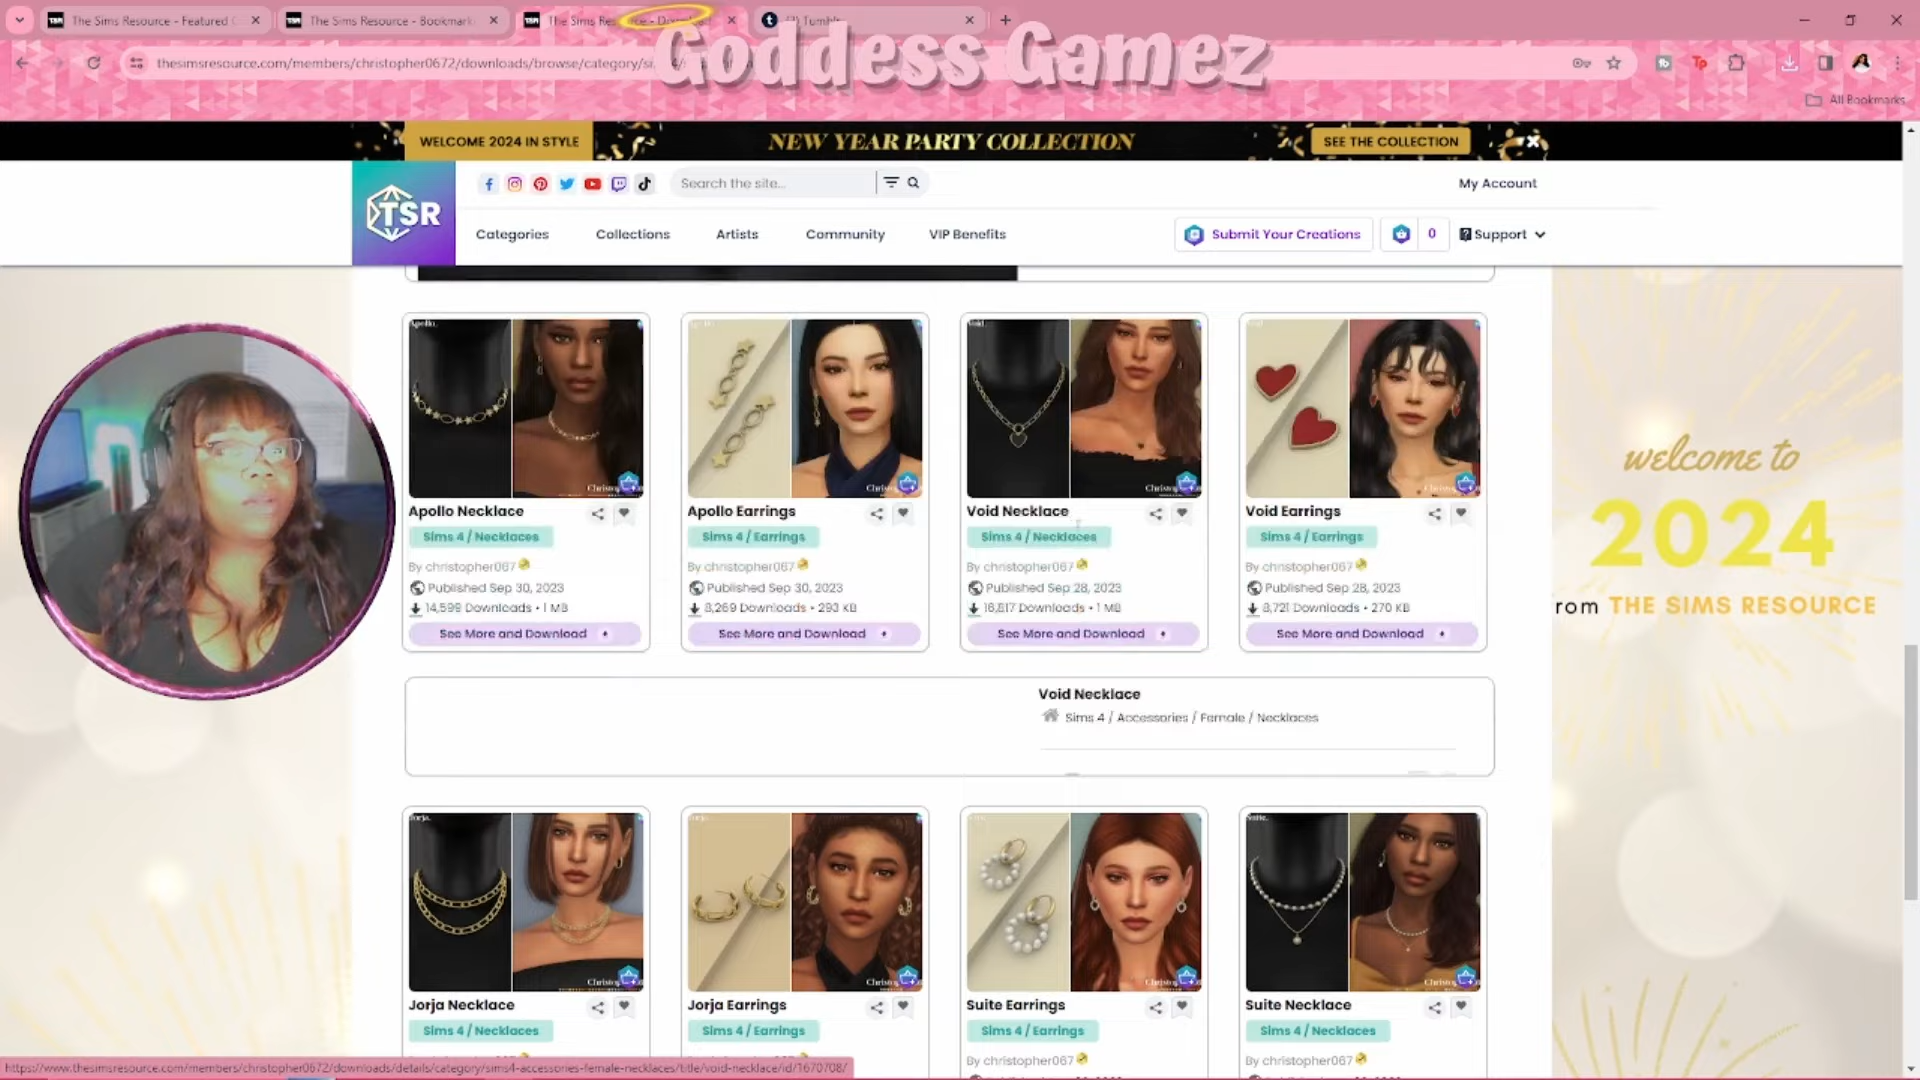 The Sims Resource - Featured C
The Sims Resource - Bookmark
The Sims Resource - Downloa
(2) Tumblr
Goddess Gamez
thesimsresource.com/members/christopher0672/downloads/browse/category/si
All Bookmarks
WELCOME 2024 IN STYLE
NEW YEAR PARTY COLLECTION
SEE THE COLLECTION
TSR
Search the site...
My Account
Categories
Collections
Artists
Community
VIP Benefits
Submit Your Creations
0
Support
Apollo Necklace
Sims 4 / Necklaces
By christopher067
Published Sep 30, 2023
14,599 Downloads • 1 MB
See More and Download
Apollo Earrings
Sims 4 / Earrings
By christopher067
Published Sep 30, 2023
8,269 Downloads • 293 KB
See More and Download
Void Necklace
Sims 4 / Necklaces
By christopher067
Published Sep 28, 2023
16,817 Downloads • 1 MB
See More and Download
Void Earrings
Sims 4 / Earrings
By christopher067
Published Sep 28, 2023
8,721 Downloads • 270 KB
See More and Download
welcome to
2024
rom THE SIMS RESOURCE
Void Necklace
Sims 4 / Accessories / Female / Necklaces
Jorja Necklace
Sims 4 / Necklaces
Jorja Earrings
Sims 4 / Earrings
Suite Earrings
Sims 4 / Earrings
By christopher067
Suite Necklace
Sims 4 / Necklaces
By christopher067
https://www.thesimsresource.com/members/christopher0672/downloads/details/category/sims4-accessories-female-necklaces/title/void-necklace/id/1670708/